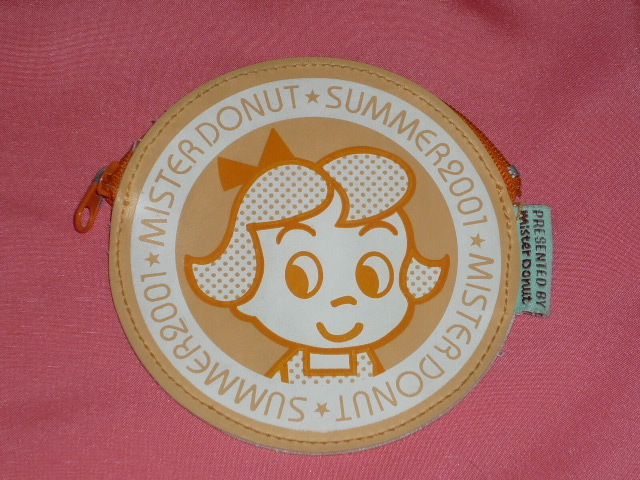 MISTER DONUT★SUMMER2001★MISTER DONUT★SUMMER2001★
PRESENTED BY
mister Donut